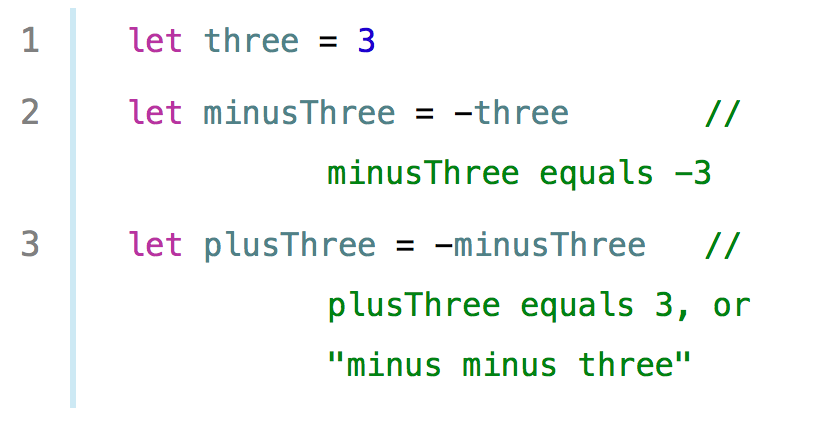 1 let three = 3
2 let minusThree = -three //
minusThree equals -3
3 let plusThree = -minusThree //
plusThree equals 3, or
"minus minus three"